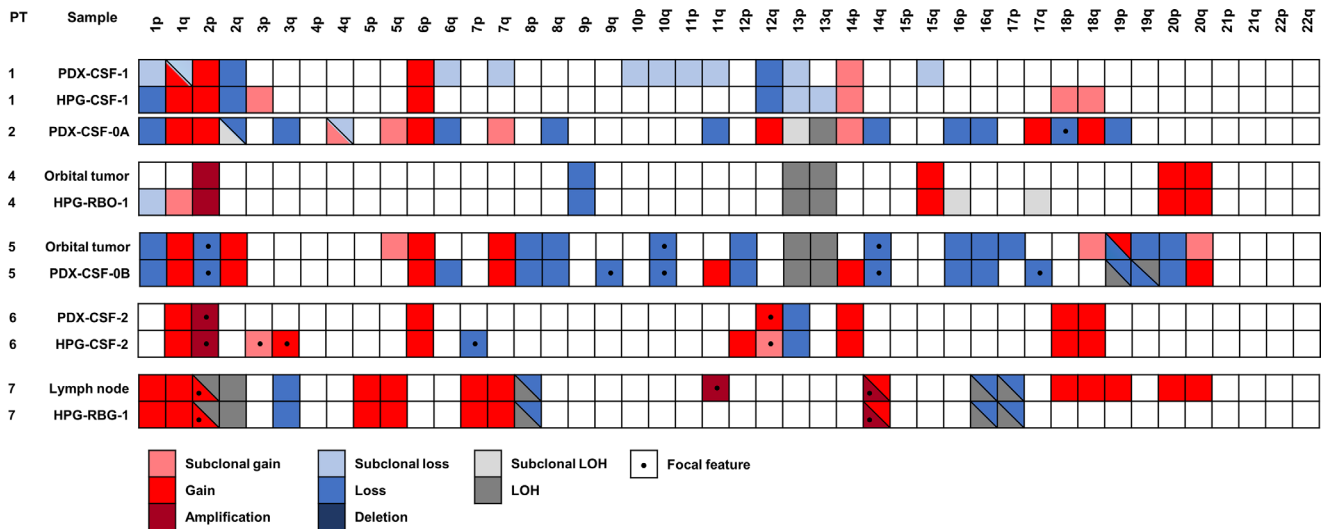 PT Sample 1p 1q 2p 2q 3p 3q 4p 4q 5p 5q 6p 6q 7p 7q 8p 8q 9p 9q 10p 10q 11p 11q 12p 12q 13p 13q 14p 14q 15p 15q 16p 16q 17p 17q 18p 18q 19p 19q 20p 20q 21p 21q 22p 22q
1 PDX-CSF-1
1 HPG-CSF-1
2 PDX-CSF-0A
4 Orbital tumor
4 HPG-RBO-1
5 Orbital tumor
5 PDX-CSF-0B
6 PDX-CSF-2
6 HPG-CSF-2
7 Lymph node
7 HPG-RBG-1
Subclonal gain Subclonal loss Subclonal LOH Focal feature
Gain Loss LOH
Amplification Deletion